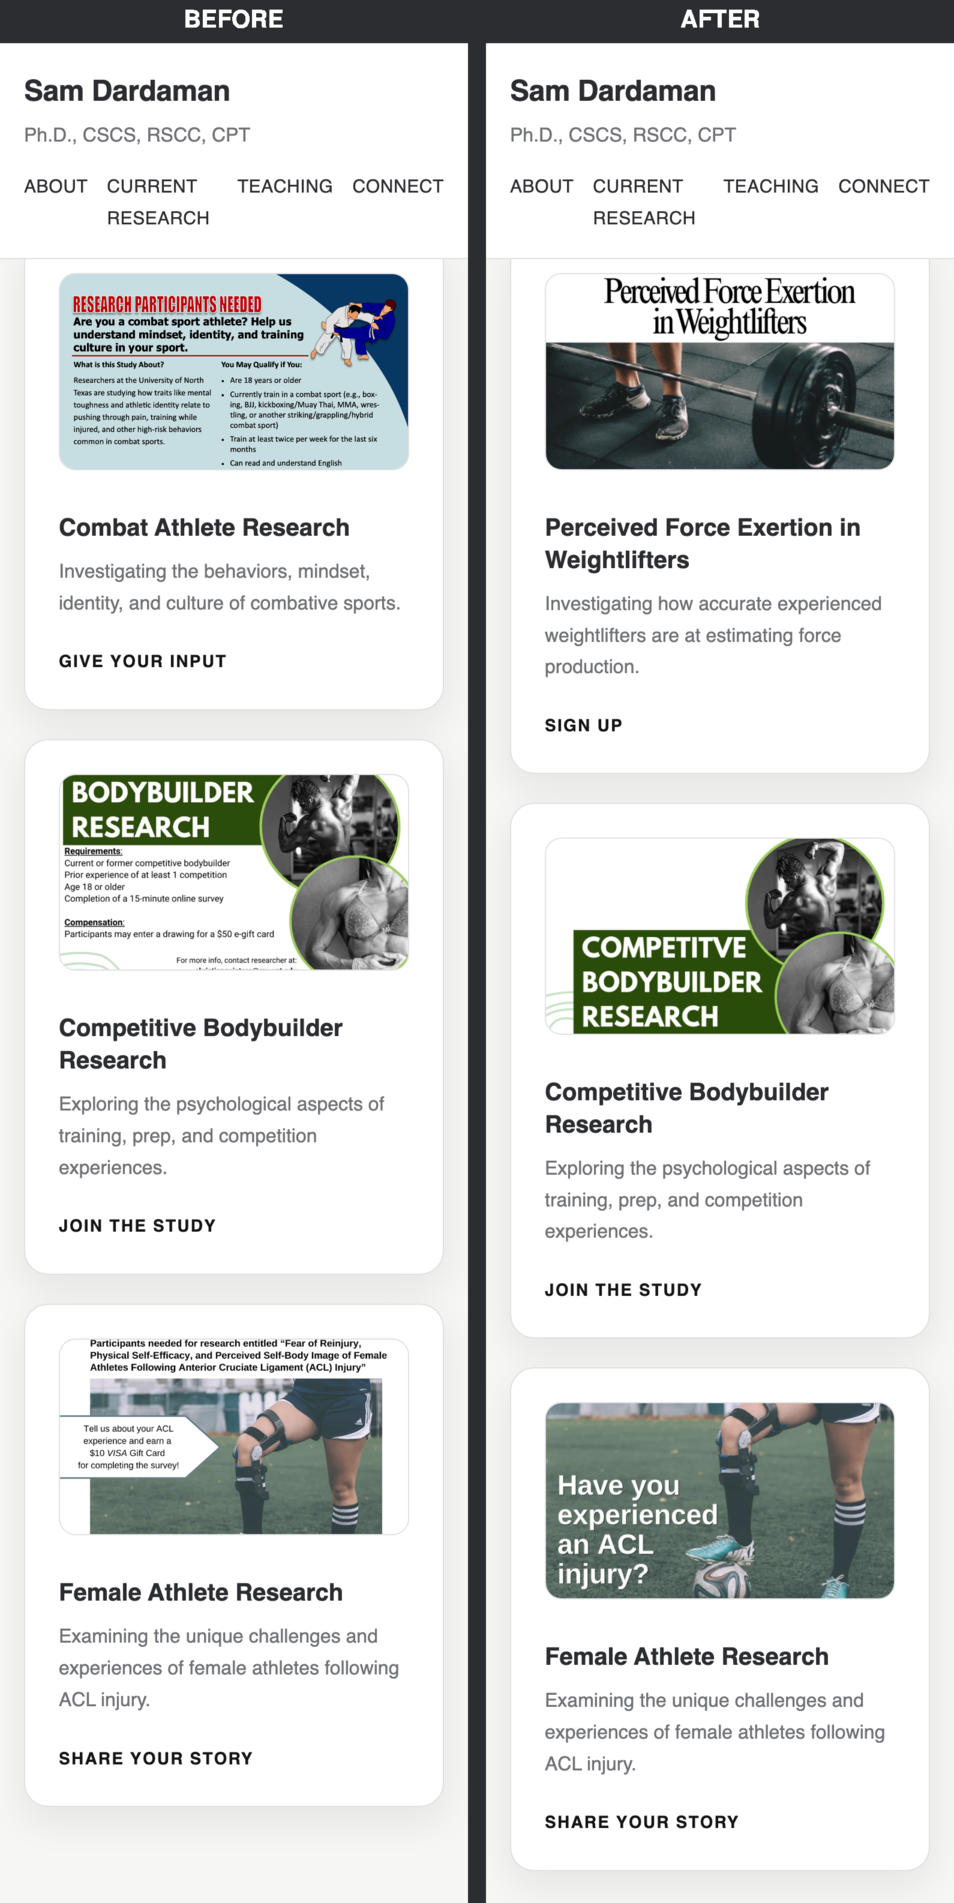 BEFORE
Sam Dardaman
Ph.D., CSCS, RSCC, CPT
ABOUT
CURRENT
RESEARCH
TEACHING
CONNECT
RESEARCH PARTICIPANTS NEEDED
Are you a combat sport athlete? Help us
understand mindset, identity, and training
culture in your sport.
What is this Study About?
Researchers at the University of North
Texas are studying how traits like mental
toughness and athletic identity relate to
pushing through pain, training while
injured, and other high-risk behaviors
common in combat sports.
You May Qualify if You:
• Are 18 years or older
• Currently train in a combat sport (e.g., box-
ing, BJJ, kickboxing/Muay Thai, MMA, wres-
tling, or another striking/grappling/hybrid
combat sport)
• Train at least twice per week for the last six
months
• Can read and understand English
Combat Athlete Research
Investigating the behaviors, mindset,
identity, and culture of combative sports.
GIVE YOUR INPUT
BODYBUILDER
RESEARCH
Requirements:
Current or former competitive bodybuilder
Prior experience of at least 1 competition
Age 18 or older
Completion of a 15-minute online survey
Compensation:
Participants may enter a drawing for a $50 e-gift card
For more info, contact researcher at:
Competitive Bodybuilder
Research
Exploring the psychological aspects of
training, prep, and competition
experiences.
JOIN THE STUDY
Participants needed for research entitled “Fear of Reinjury,
Physical Self-Efficacy, and Perceived Self-Body Image of Female
Athletes Following Anterior Cruciate Ligament (ACL) Injury”
Tell us about your ACL
experience and earn a
$10 VISA Gift Card
for completing the survey!
Female Athlete Research
Examining the unique challenges and
experiences of female athletes following
ACL injury.
SHARE YOUR STORY
AFTER
Sam Dardaman
Ph.D., CSCS, RSCC, CPT
ABOUT
CURRENT
RESEARCH
TEACHING
CONNECT
Perceived Force Exertion
in Weightlifters
Perceived Force Exertion in
Weightlifters
Investigating how accurate experienced
weightlifters are at estimating force
production.
SIGN UP
COMPETITVE
BODYBUILDER
RESEARCH
Competitive Bodybuilder
Research
Exploring the psychological aspects of
training, prep, and competition
experiences.
JOIN THE STUDY
Have you
experienced
an ACL
injury?
Female Athlete Research
Examining the unique challenges and
experiences of female athletes following
ACL injury.
SHARE YOUR STORY